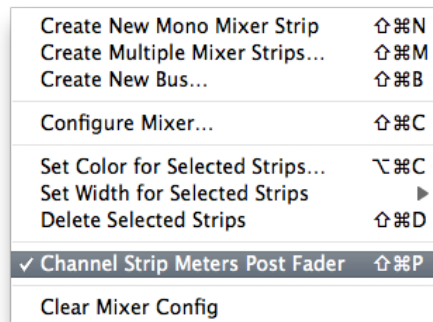 Create New Mono Mixer Strip ⇧⌘N
Create Multiple Mixer Strips... ⇧⌘M
Create New Bus... ⇧⌘B
Configure Mixer... ⇧⌘C
Set Color for Selected Strips... ⌥⌘C
Set Width for Selected Strips ▶
Delete Selected Strips ⇧⌘D
✓ Channel Strip Meters Post Fader ⇧⌘P
Clear Mixer Config